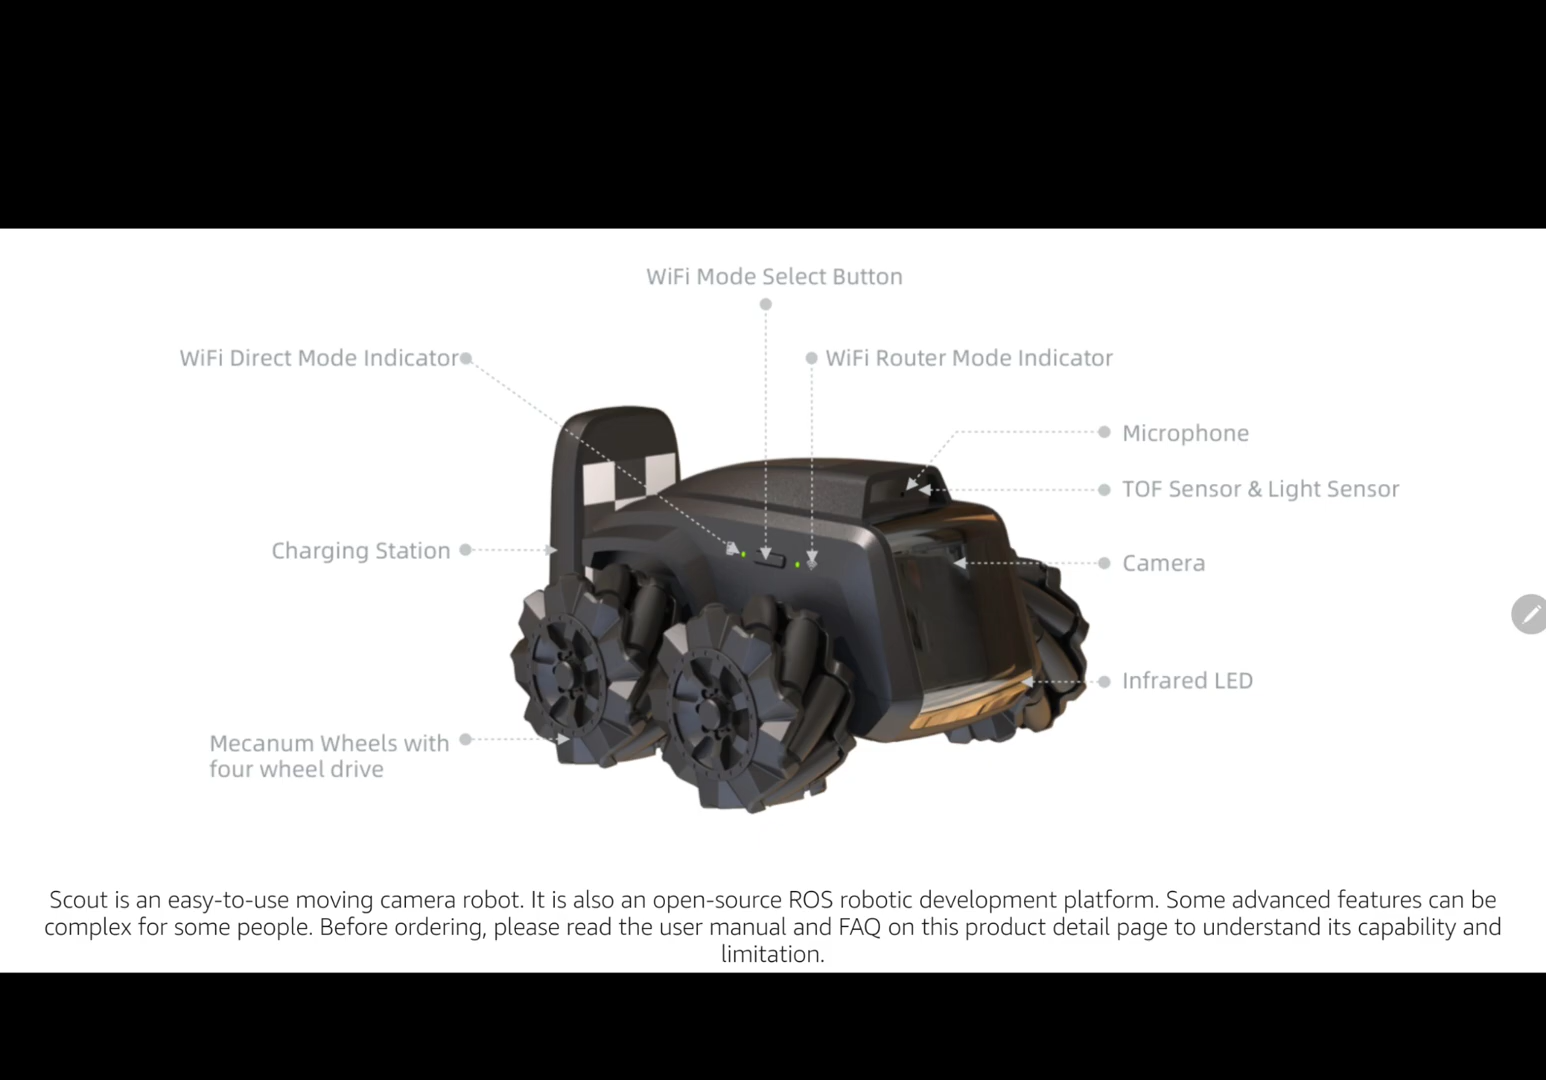 WiFi Mode Select Button
WiFi Direct Mode Indicator
WiFi Router Mode Indicator
Microphone
TOF Sensor & Light Sensor
Charging Station
Camera
Infrared LED
Mecanum Wheels with
four wheel drive
Scout is an easy-to-use moving camera robot. It is also an open-source ROS robotic development platform. Some advanced features can be
complex for some people. Before ordering, please read the user manual and FAQ on this product detail page to understand its capability and
limitation.